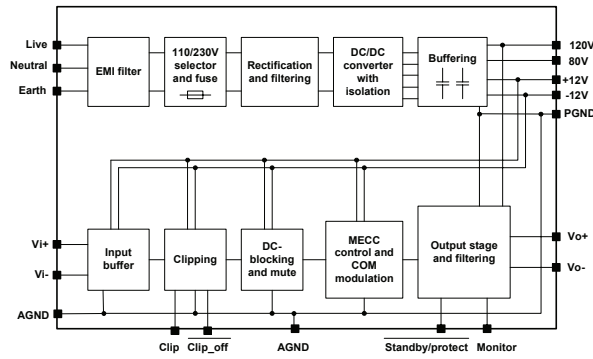 Live
Neutral
Earth
EMI filter
110/230V
selector
and fuse
Rectification
and filtering
DC/DC
converter
with
isolation
Buffering
120V
80V
+12V
-12V
PGND
Vi+
Vi-
AGND
Input
buffer
Clipping
DC-
blocking
and mute
MECC
control and
COM
modulation
Output stage
and filtering
Vo+
Vo-
Clip
Clip_off
AGND
Standby/protect
Monitor